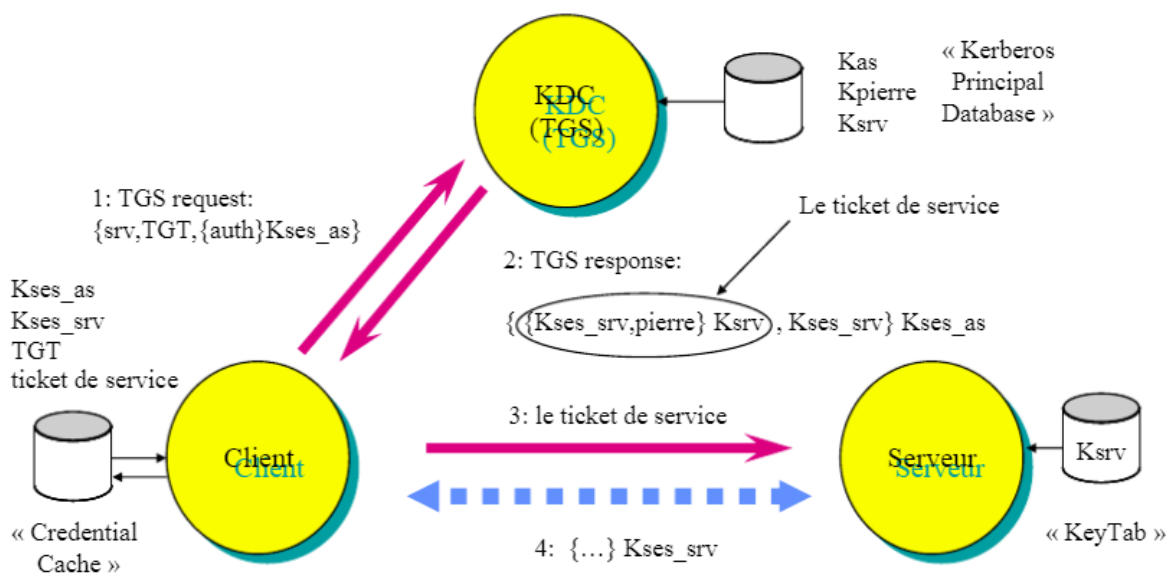 KDC
(TGS)
Kas
Kpierre
Ksrv
« Kerberos
Principal
Database »
1: TGS request:
{srv,TGT,{auth}Kses_as}
Le ticket de service
2: TGS response:
{{Kses_srv,pierre} Ksrv , Kses_srv} Kses_as
Kses_as
Kses_srv
TGT
ticket de service
Client
« Credential
Cache »
3: le ticket de service
4: {…} Kses_srv
Serveur
Ksrv
« KeyTab »